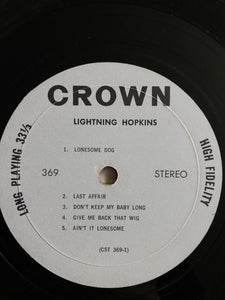 CROWN
LIGHTNING HOPKINS
1. LONESOME DOG
369
STEREO
LONG PLAYING 33⅓
HIGH FIDELITY
2. LAST AFFAIR
3. DON'T KEEP MY BABY LONG
4. GIVE ME BACK THAT WIG
5. AIN'T IT LONESOME
(CST 369-1)